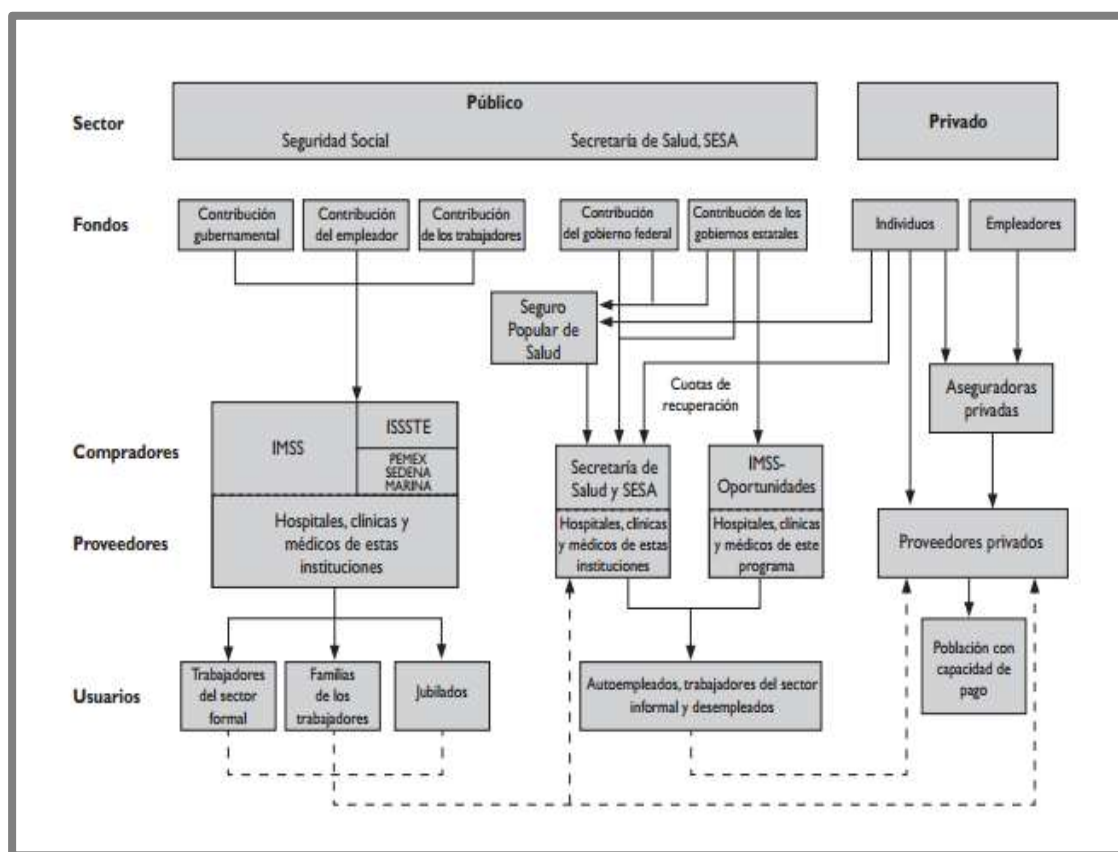 Sector
Público
Seguridad Social
Secretaría de Salud, SESA
Privado
Fondos
Contribución
gubernamental
Contribución
del empleador
Contribución
de los trabajadores
Contribución
del gobierno federal
Contribución de los
gobiernos estatales
Individuos
Empleadores
Seguro
Popular de
Salud
Cuotas de
recuperación
Aseguradoras
privadas
Compradores
IMSS
ISSSTE
PEMEX
SEDENA
MARINA
Secretaría de
Salud y SESA
IMSS-
Oportunidades
Proveedores
Hospitales, clínicas y
médicos de estas
instituciones
Hospitales, clínicas
y médicos de estas
instituciones
Hospitales, clínicas
y médicos de este
programa
Proveedores privados
Usuarios
Trabajadores
del sector
formal
Familias
de los
trabajadores
Jubilados
Autoempleados, trabajadores del sector
informal y desempleados
Población con
capacidad de
pago